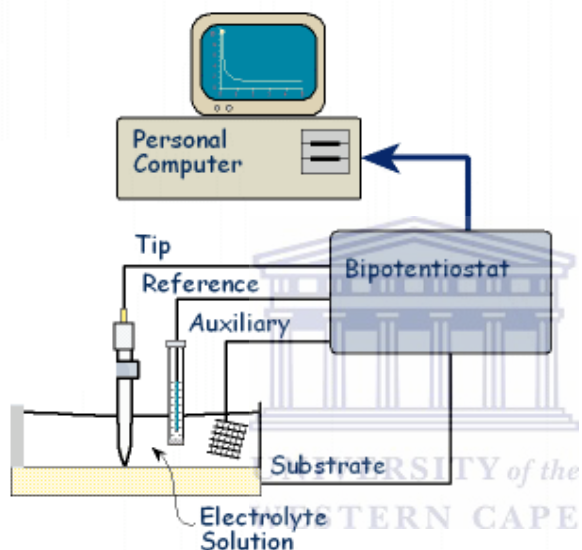 Personal
Computer
Tip
Bipotentiostat
Reference
Auxiliary
Substrate
UNIVERSITY of the
WESTERN CAPE
Electrolyte
Solution